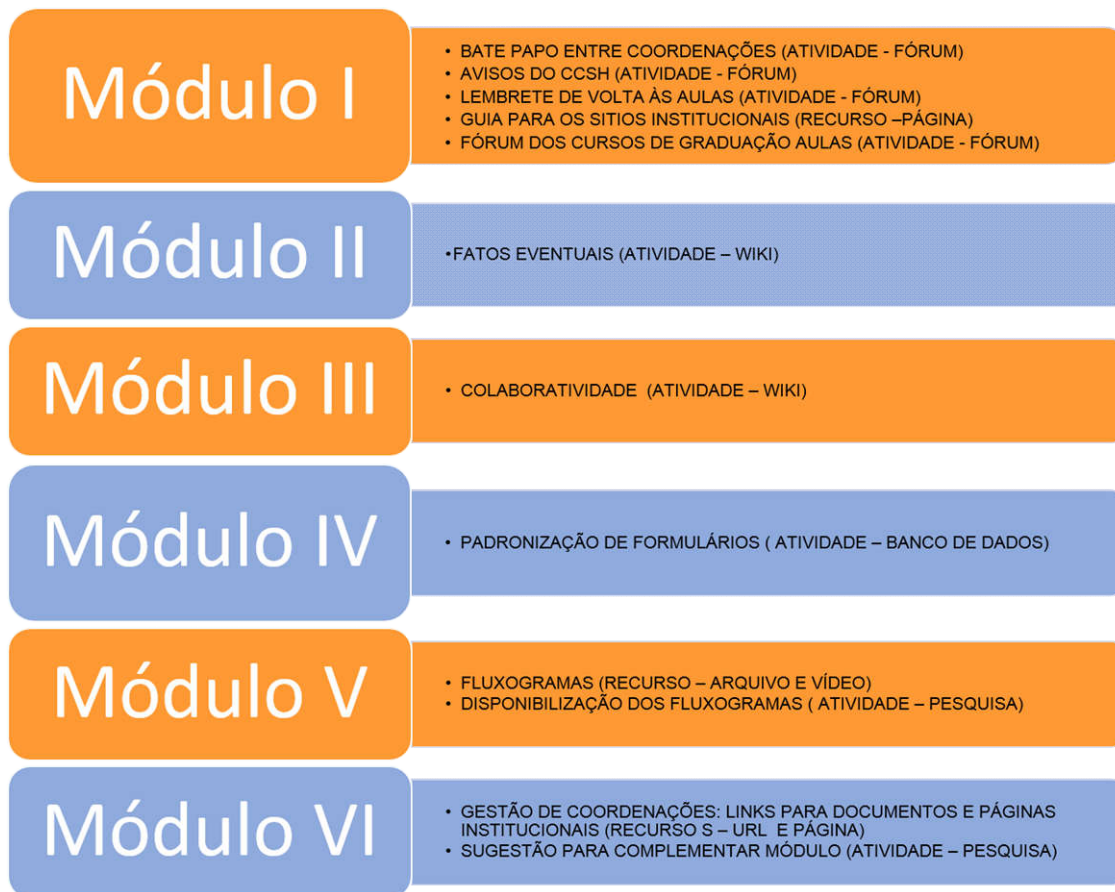 Módulo I
• BATE PAPO ENTRE COORDENAÇÕES (ATIVIDADE - FÓRUM)
• AVISOS DO CCSH (ATIVIDADE - FÓRUM)
• LEMBRETE DE VOLTA ÀS AULAS (ATIVIDADE - FÓRUM)
• GUIA PARA OS SITIOS INSTITUCIONAIS (RECURSO –PÁGINA)
• FÓRUM DOS CURSOS DE GRADUAÇÃO AULAS (ATIVIDADE - FÓRUM)
Módulo II
•FATOS EVENTUAIS (ATIVIDADE – WIKI)
Módulo III
• COLABORATIVIDADE (ATIVIDADE – WIKI)
Módulo IV
• PADRONIZAÇÃO DE FORMULÁRIOS ( ATIVIDADE – BANCO DE DADOS)
Módulo V
• FLUXOGRAMAS (RECURSO – ARQUIVO E VÍDEO)
• DISPONIBILIZAÇÃO DOS FLUXOGRAMAS ( ATIVIDADE – PESQUISA)
Módulo VI
• GESTÃO DE COORDENAÇÕES: LINKS PARA DOCUMENTOS E PÁGINAS
INSTITUCIONAIS (RECURSO S – URL E PÁGINA)
• SUGESTÃO PARA COMPLEMENTAR MÓDULO (ATIVIDADE – PESQUISA)